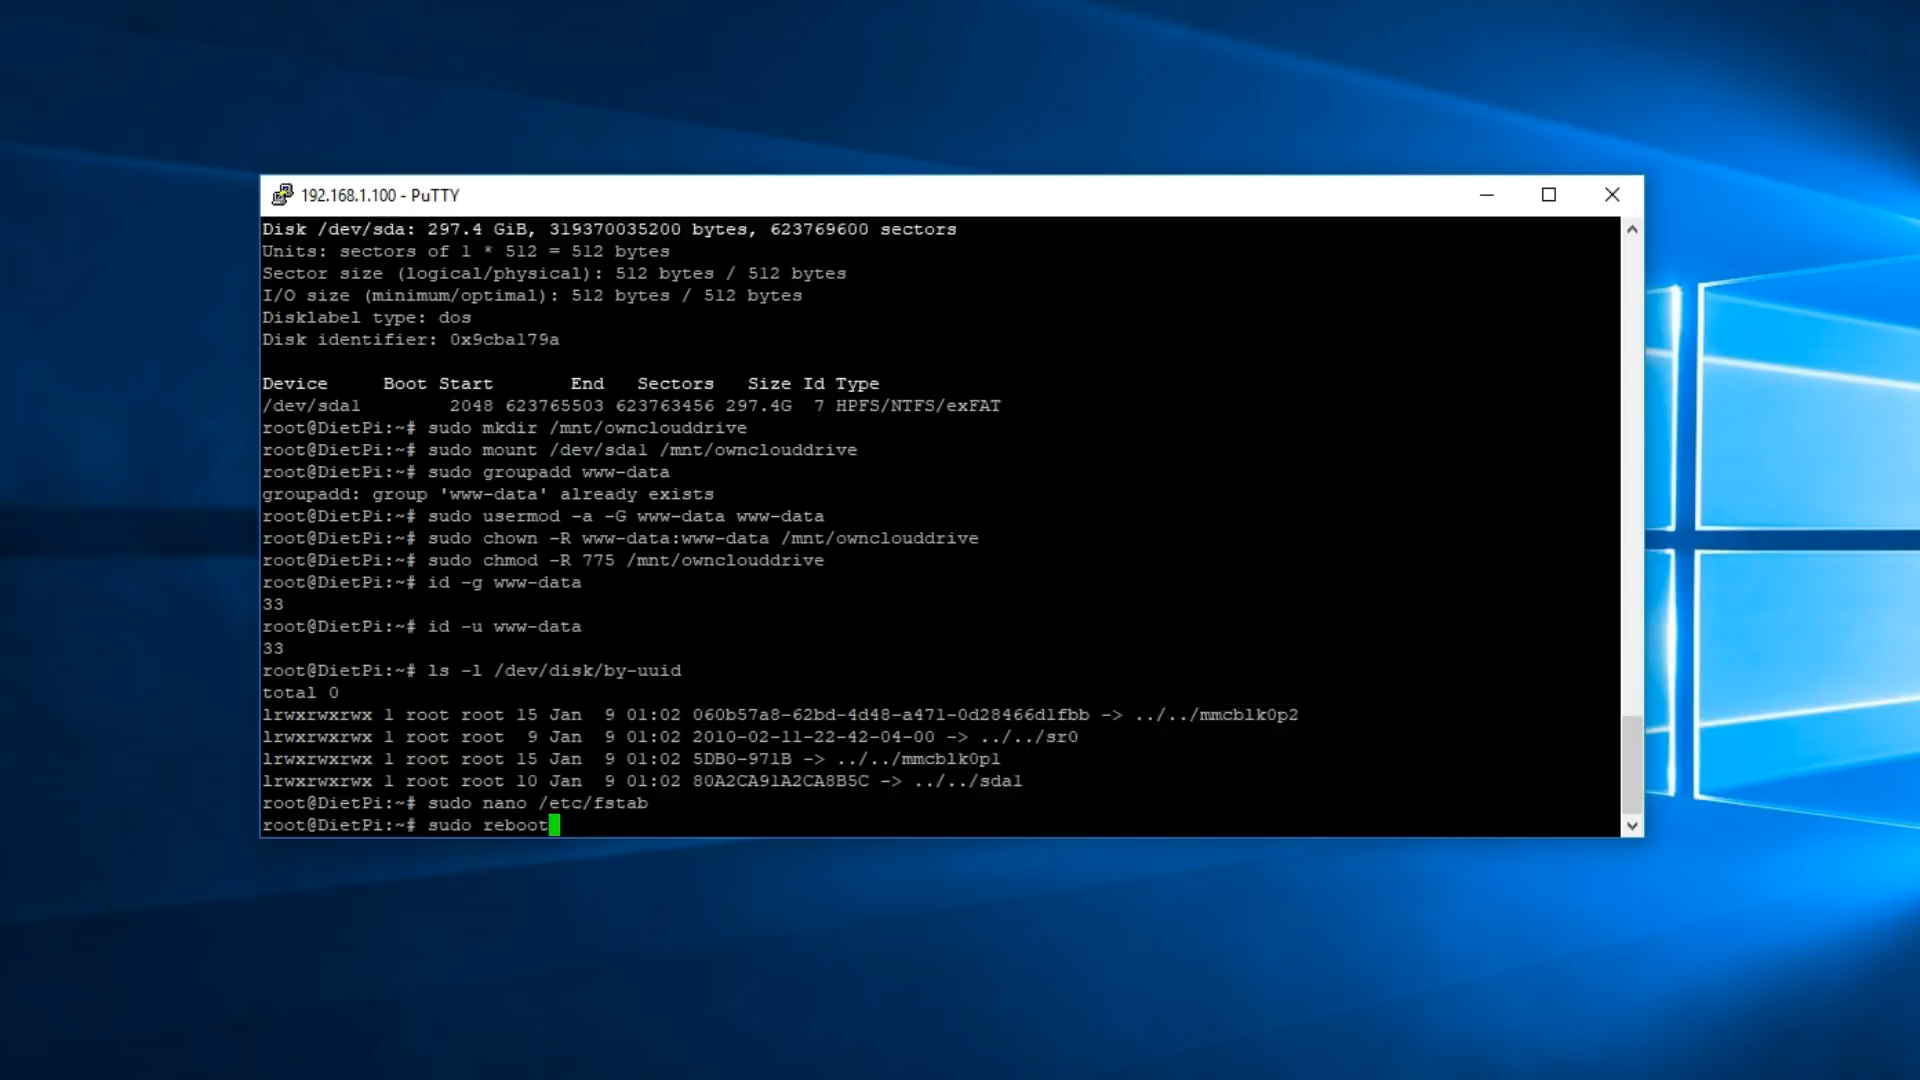 192.168.1.100 - PuTTY
Disk /dev/sda: 297.4 GiB, 319370035200 bytes, 623769600 sectors
Units: sectors of 1 * 512 = 512 bytes
Sector size (logical/physical): 512 bytes / 512 bytes
I/O size (minimum/optimal): 512 bytes / 512 bytes
Disklabel type: dos
Disk identifier: 0x9cba179a
Device     Boot Start       End   Sectors   Size Id Type
/dev/sda1        2048 623765503 623763456 297.4G  7 HPFS/NTFS/exFAT
root@DietPi:~# sudo mkdir /mnt/ownclouddrive
root@DietPi:~# sudo mount /dev/sda1 /mnt/ownclouddrive
root@DietPi:~# sudo groupadd www-data
groupadd: group 'www-data' already exists
root@DietPi:~# sudo usermod -a -G www-data www-data
root@DietPi:~# sudo chown -R www-data:www-data /mnt/ownclouddrive
root@DietPi:~# sudo chmod -R 775 /mnt/ownclouddrive
root@DietPi:~# id -g www-data
33
root@DietPi:~# id -u www-data
33
root@DietPi:~# ls -l /dev/disk/by-uuid
total 0
lrwxrwxrwx 1 root root 15 Jan  9 01:02 060b57a8-62bd-4d48-a471-0d28466d1fbb -> ../../mmcblk0p2
lrwxrwxrwx 1 root root  9 Jan  9 01:02 2010-02-11-22-42-04-00 -> ../../sr0
lrwxrwxrwx 1 root root 15 Jan  9 01:02 5DB0-971B -> ../../mmcblk0p1
lrwxrwxrwx 1 root root 10 Jan  9 01:02 80A2CA91A2CA8B5C -> ../../sda1
root@DietPi:~# sudo nano /etc/fstab
root@DietPi:~# sudo reboot